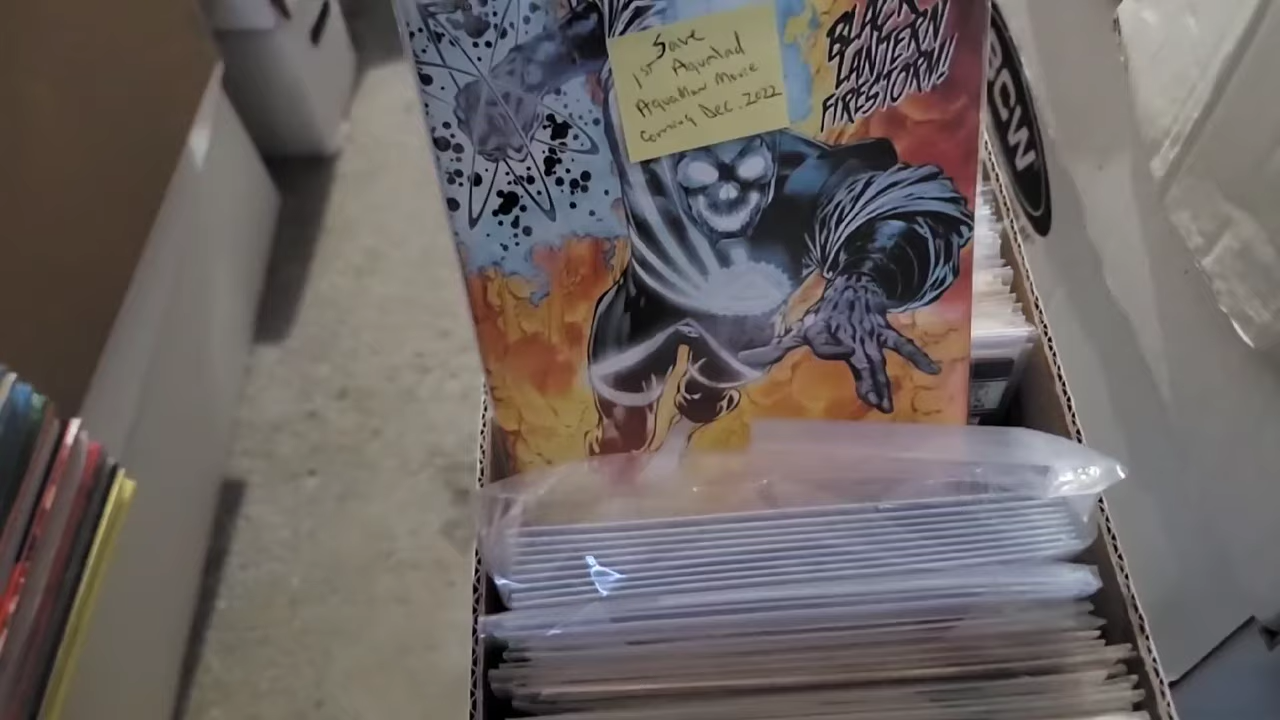 Save
1st Aqualad
Aquaman Movie
Coming Dec. 2022
BLACK
LANTERN
FIRESTORM!
BCW